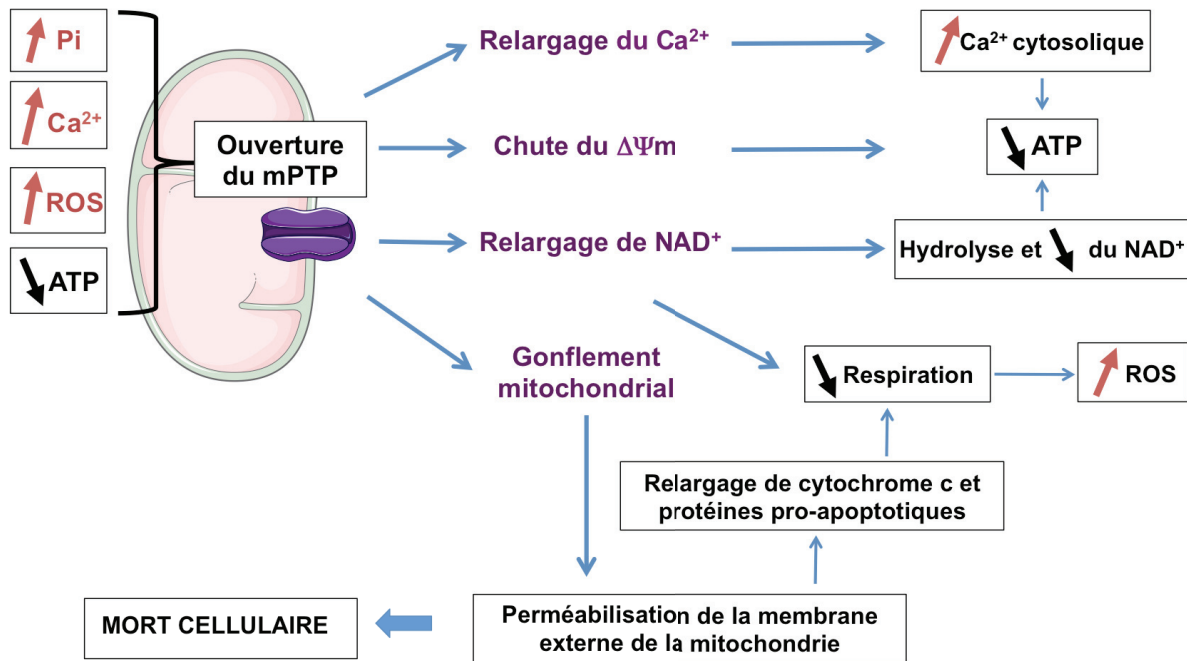 Pi
Ca²⁺
ROS
ATP
Ouverture
du mPTP
Relargage du Ca²⁺
Ca²⁺ cytosolique
Chute du ΔΨm
ATP
Relargage de NAD⁺
Hydrolyse et du NAD⁺
Gonflement
mitochondrial
Respiration
ROS
Relargage de cytochrome c et
protéines pro-apoptotiques
Perméabilisation de la membrane
externe de la mitochondrie
MORT CELLULAIRE